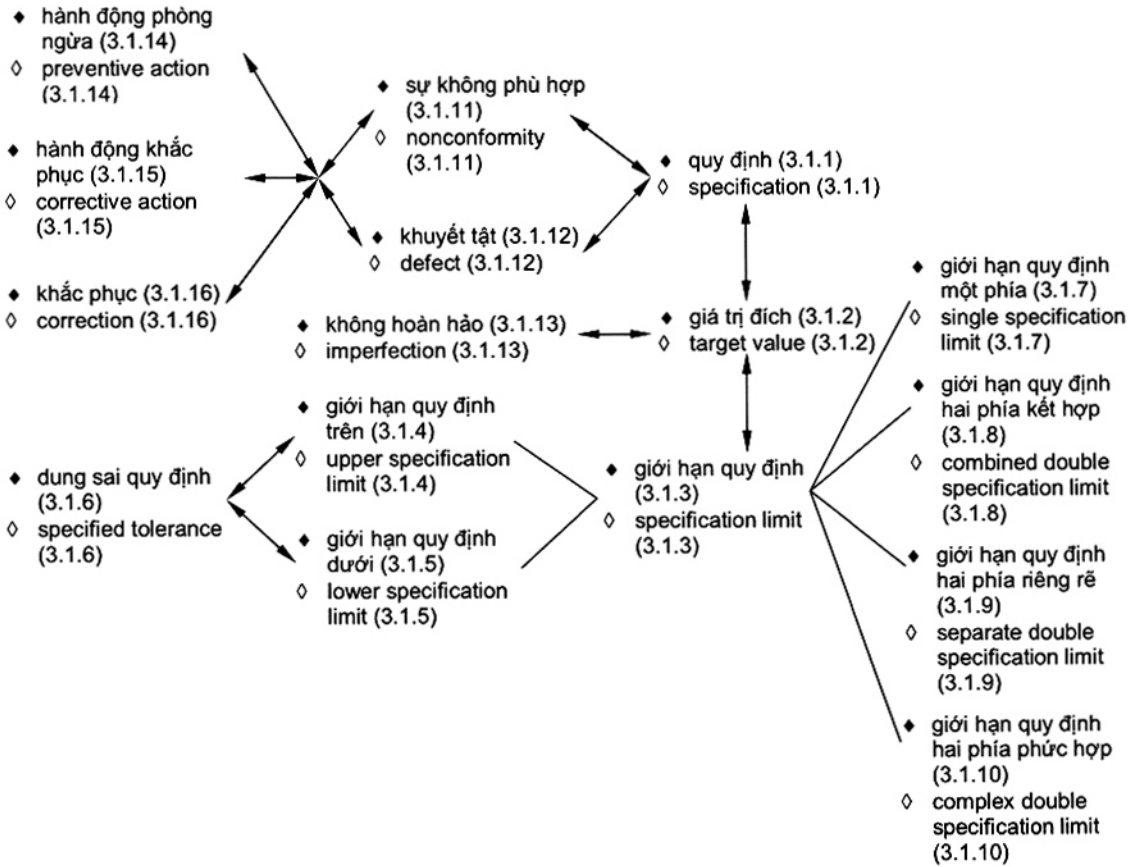 ◆ hành động phòng
ngừa (3.1.14)
◊ preventive action
(3.1.14)
◆ hành động khắc
phục (3.1.15)
◊ corrective action
(3.1.15)
◆ khắc phục (3.1.16)
◊ correction (3.1.16)
◆ sự không phù hợp
(3.1.11)
◊ nonconformity
(3.1.11)
◆ khuyết tật (3.1.12)
◊ defect (3.1.12)
◆ quy định (3.1.1)
◊ specification (3.1.1)
◆ không hoàn hảo (3.1.13)
◊ imperfection (3.1.13)
◆ giá trị đích (3.1.2)
◊ target value (3.1.2)
◆ dung sai quy định
(3.1.6)
◊ specified tolerance
(3.1.6)
◆ giới hạn quy định
trên (3.1.4)
◊ upper specification
limit (3.1.4)
◆ giới hạn quy định
dưới (3.1.5)
◊ lower specification
limit (3.1.5)
◆ giới hạn quy định
(3.1.3)
◊ specification limit
(3.1.3)
◆ giới hạn quy định
một phía (3.1.7)
◊ single specification
limit (3.1.7)
◆ giới hạn quy định
hai phía kết hợp
(3.1.8)
◊ combined double
specification limit
(3.1.8)
◆ giới hạn quy định
hai phía riêng rẽ
(3.1.9)
◊ separate double
specification limit
(3.1.9)
◆ giới hạn quy định
hai phía phức hợp
(3.1.10)
◊ complex double
specification limit
(3.1.10)